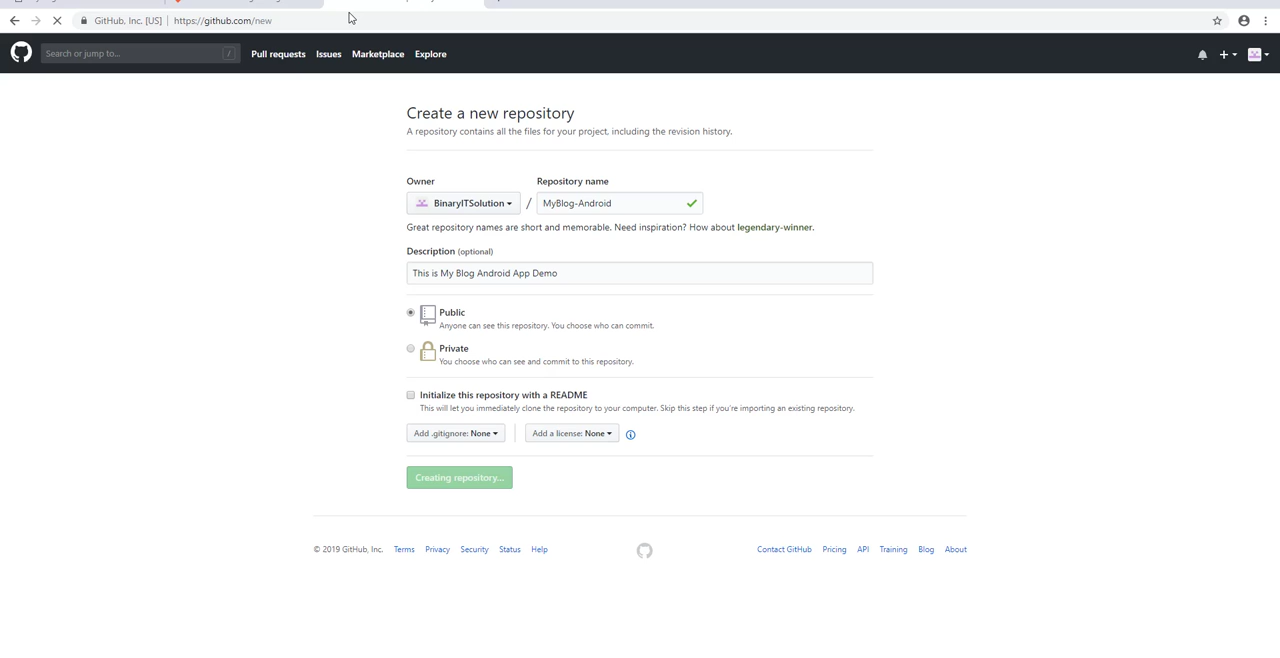 GitHub, Inc. [US] | https://github.com/new
Search or jump to... /
Pull requests Issues Marketplace Explore
Create a new repository
A repository contains all the files for your project, including the revision history.
Owner Repository name
BinaryITSolution / MyBlog-Android
Great repository names are short and memorable. Need inspiration? How about legendary-winner.
Description (optional)
This is My Blog Android App Demo
Public
Anyone can see this repository. You choose who can commit.
Private
You choose who can see and commit to this repository.
Initialize this repository with a README
This will let you immediately clone the repository to your computer. Skip this step if you're importing an existing repository.
Add .gitignore: None Add a license: None
Creating repository...
© 2019 GitHub, Inc. Terms Privacy Security Status Help Contact GitHub Pricing API Training Blog About